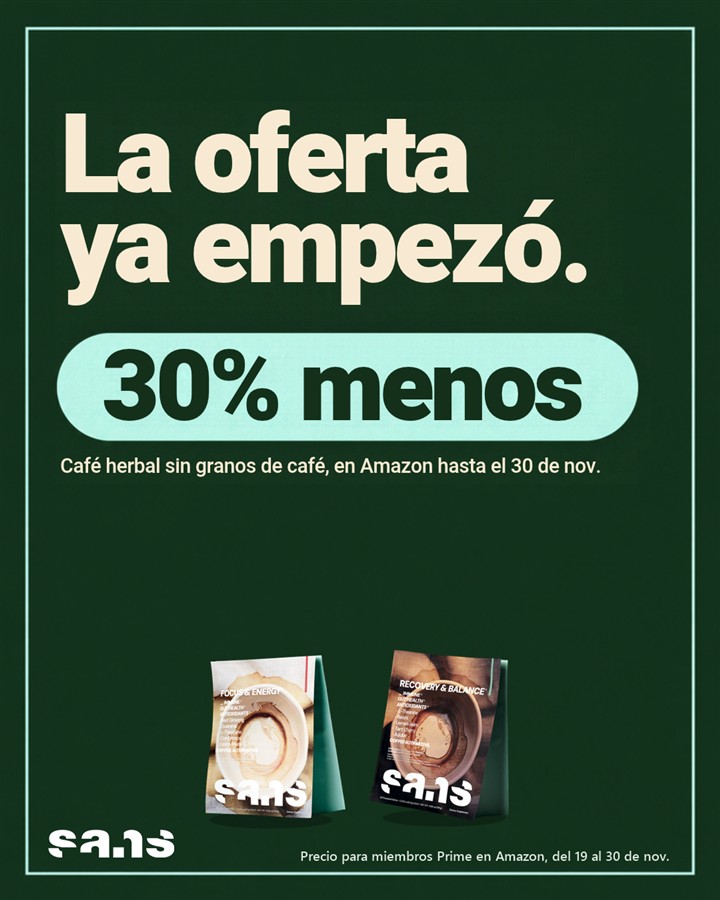 La oferta
ya empezó.
30% menos
Café herbal sin granos de café, en Amazon hasta el 30 de nov.
FOCUS & ENERGY
ANTIOXIDANTS
sans
RECOVERY & BALANCE
ANTIOXIDANTS
sans
sans
Precio para miembros Prime en Amazon, del 19 al 30 de nov.